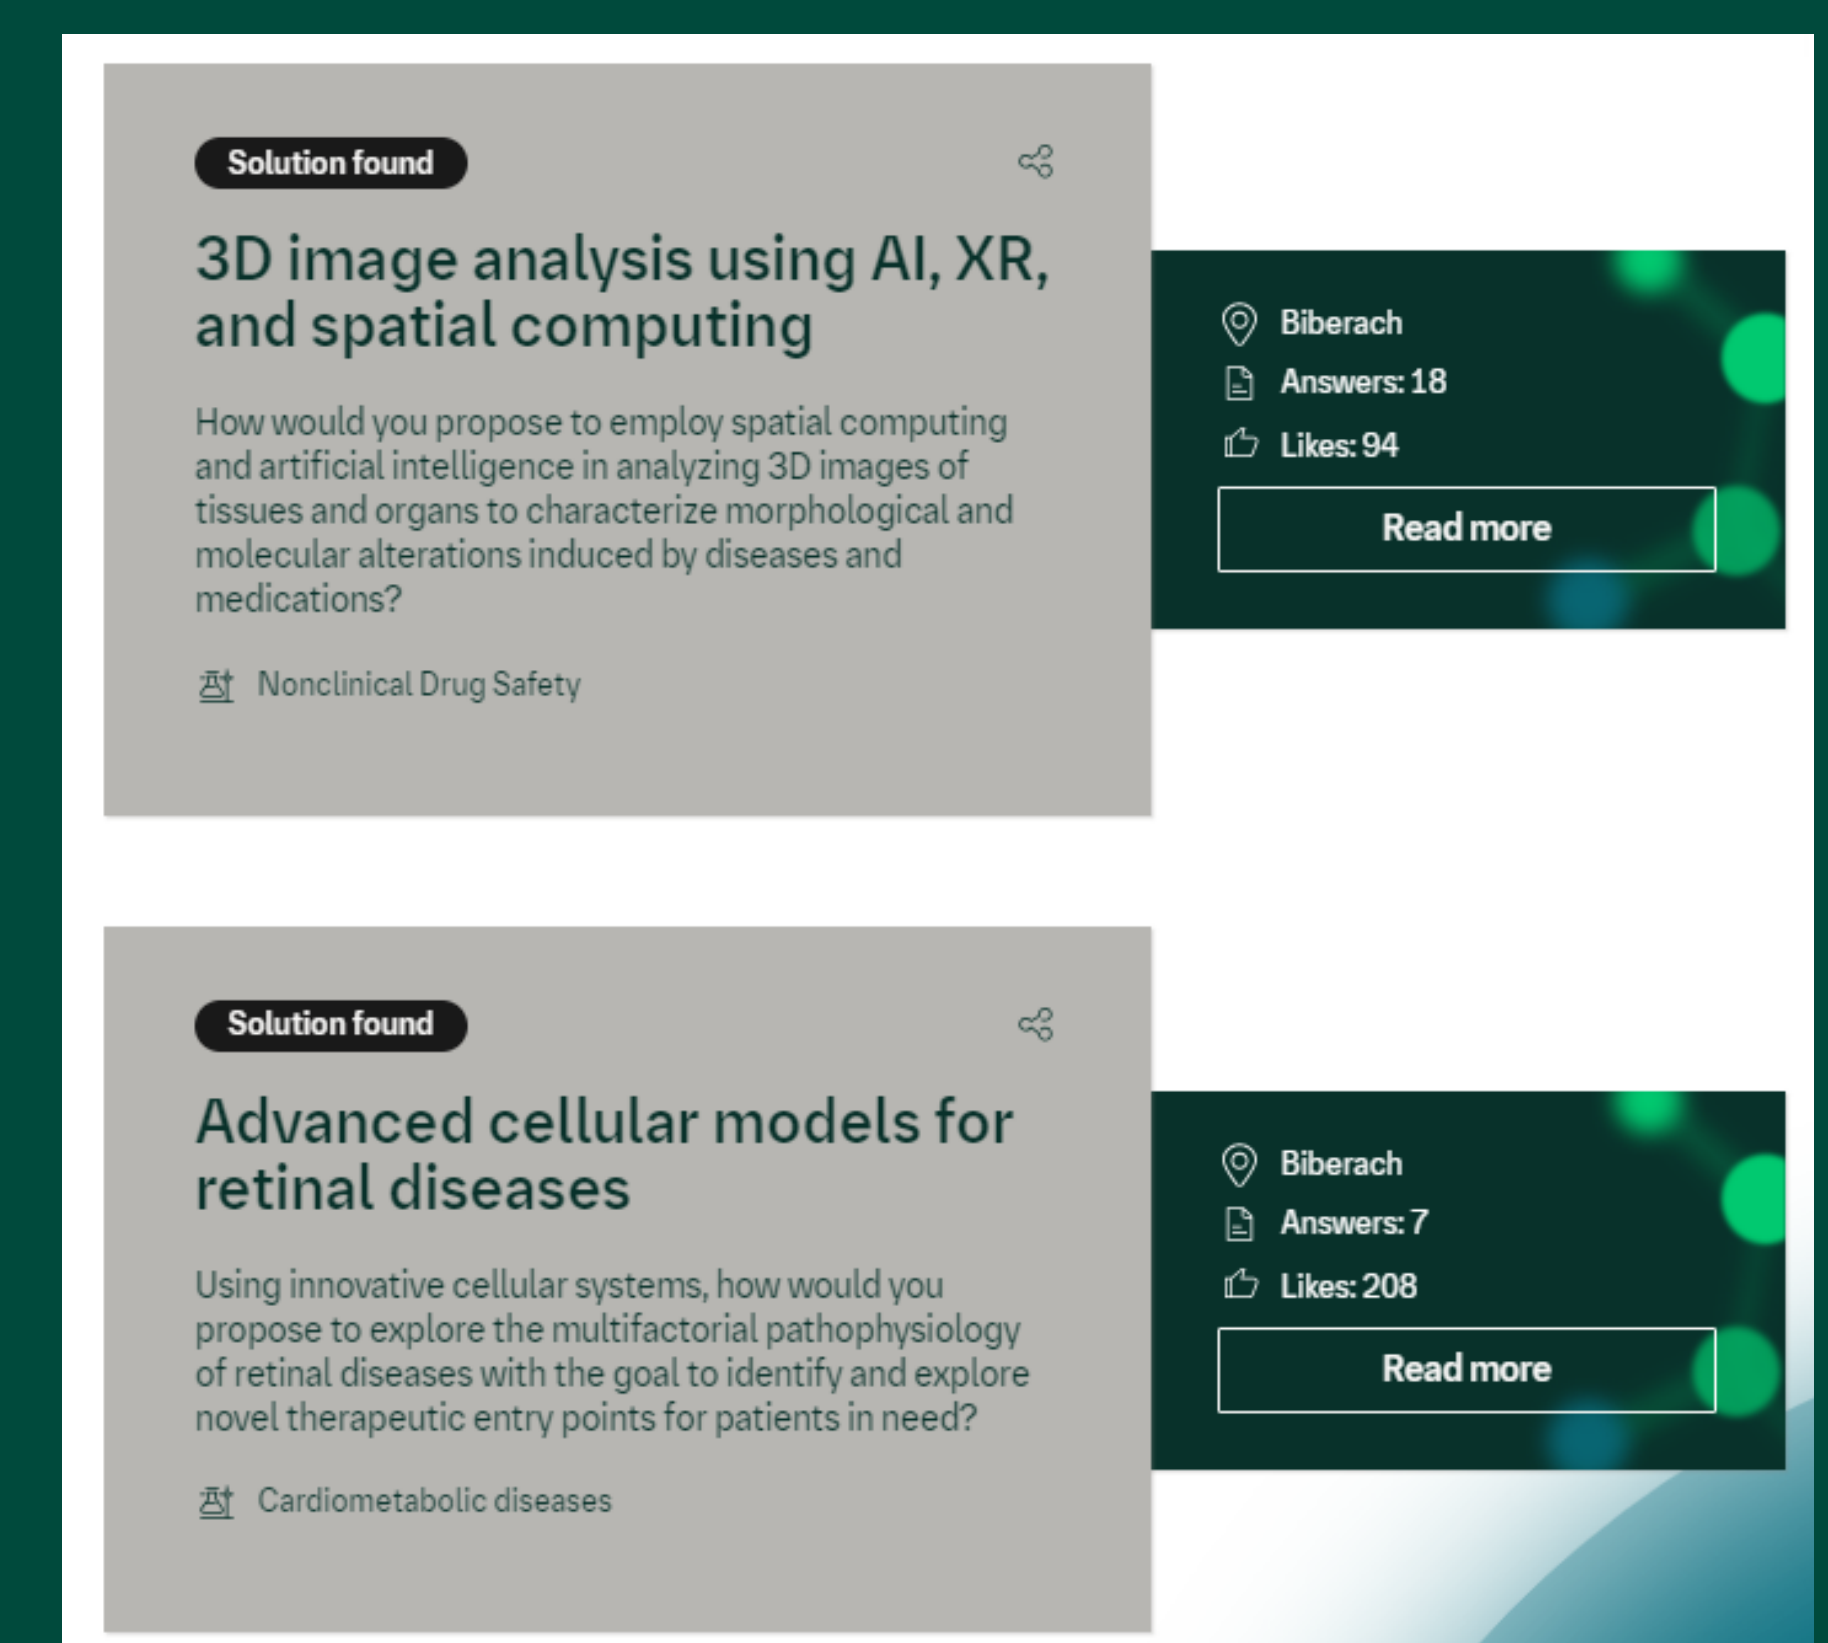 Solution found
3D image analysis using AI, XR,
and spatial computing
How would you propose to employ spatial computing
and artificial intelligence in analyzing 3D images of
tissues and organs to characterize morphological and
molecular alterations induced by diseases and
medications?
Nonclinical Drug Safety
Biberach
Answers: 18
Likes: 94
Read more
Solution found
Advanced cellular models for
retinal diseases
Using innovative cellular systems, how would you
propose to explore the multifactorial pathophysiology
of retinal diseases with the goal to identify and explore
novel therapeutic entry points for patients in need?
Cardiometabolic diseases
Biberach
Answers: 7
Likes: 208
Read more